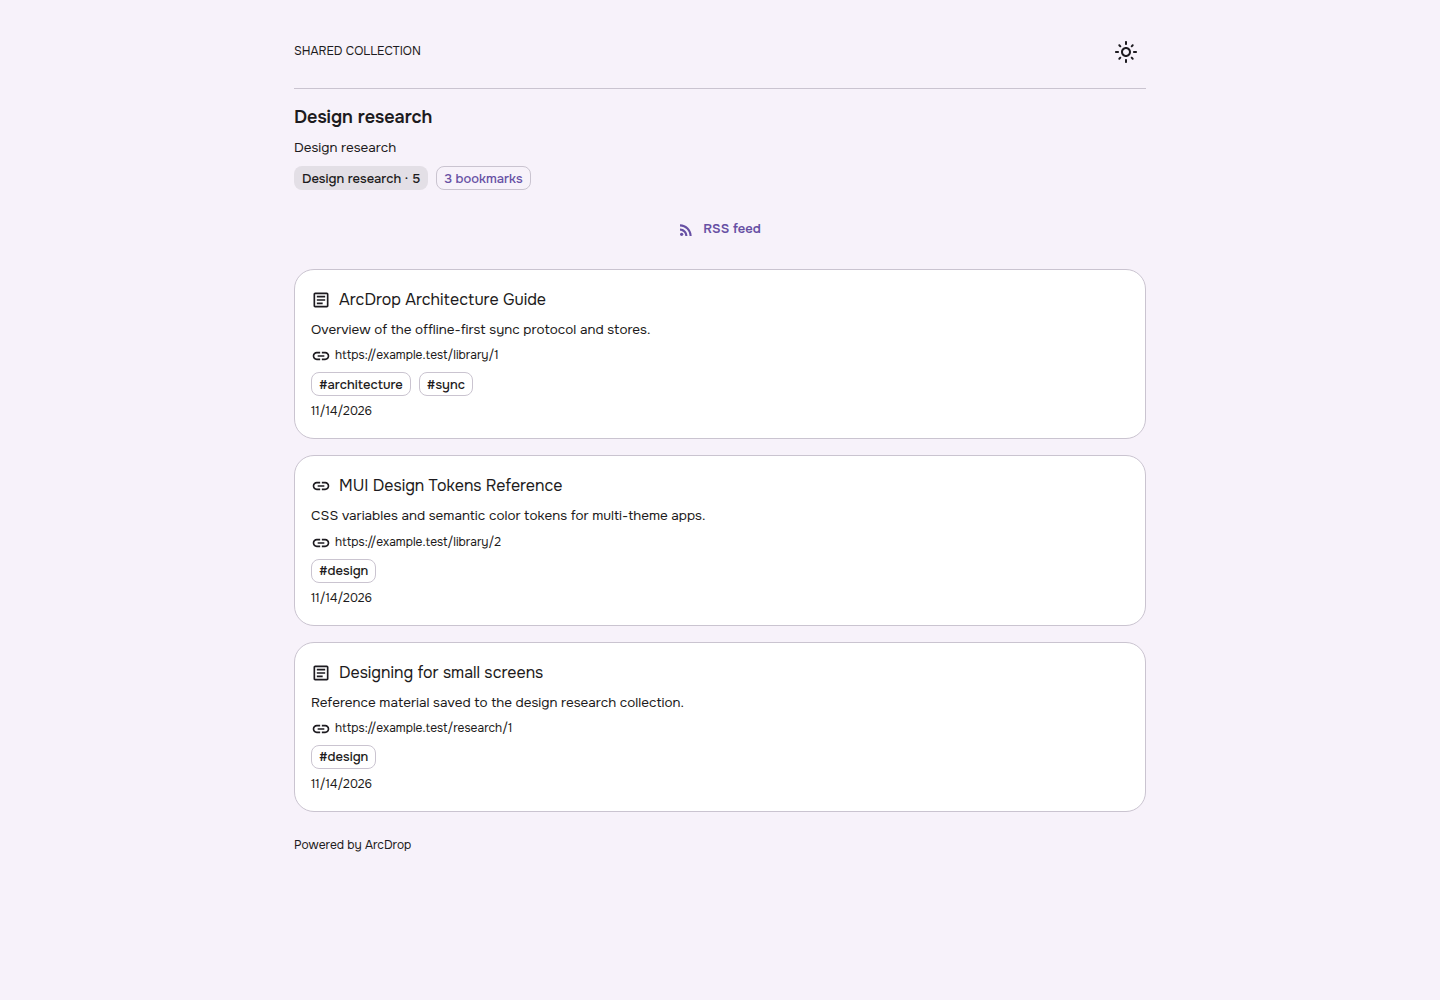 SHARED COLLECTION
Design research
Design research
Design research · 5
3 bookmarks
RSS feed
ArcDrop Architecture Guide
Overview of the offline-first sync protocol and stores.
https://example.test/library/1
#architecture
#sync
11/14/2026
MUI Design Tokens Reference
CSS variables and semantic color tokens for multi-theme apps.
https://example.test/library/2
#design
11/14/2026
Designing for small screens
Reference material saved to the design research collection.
https://example.test/research/1
#design
11/14/2026
Powered by ArcDrop